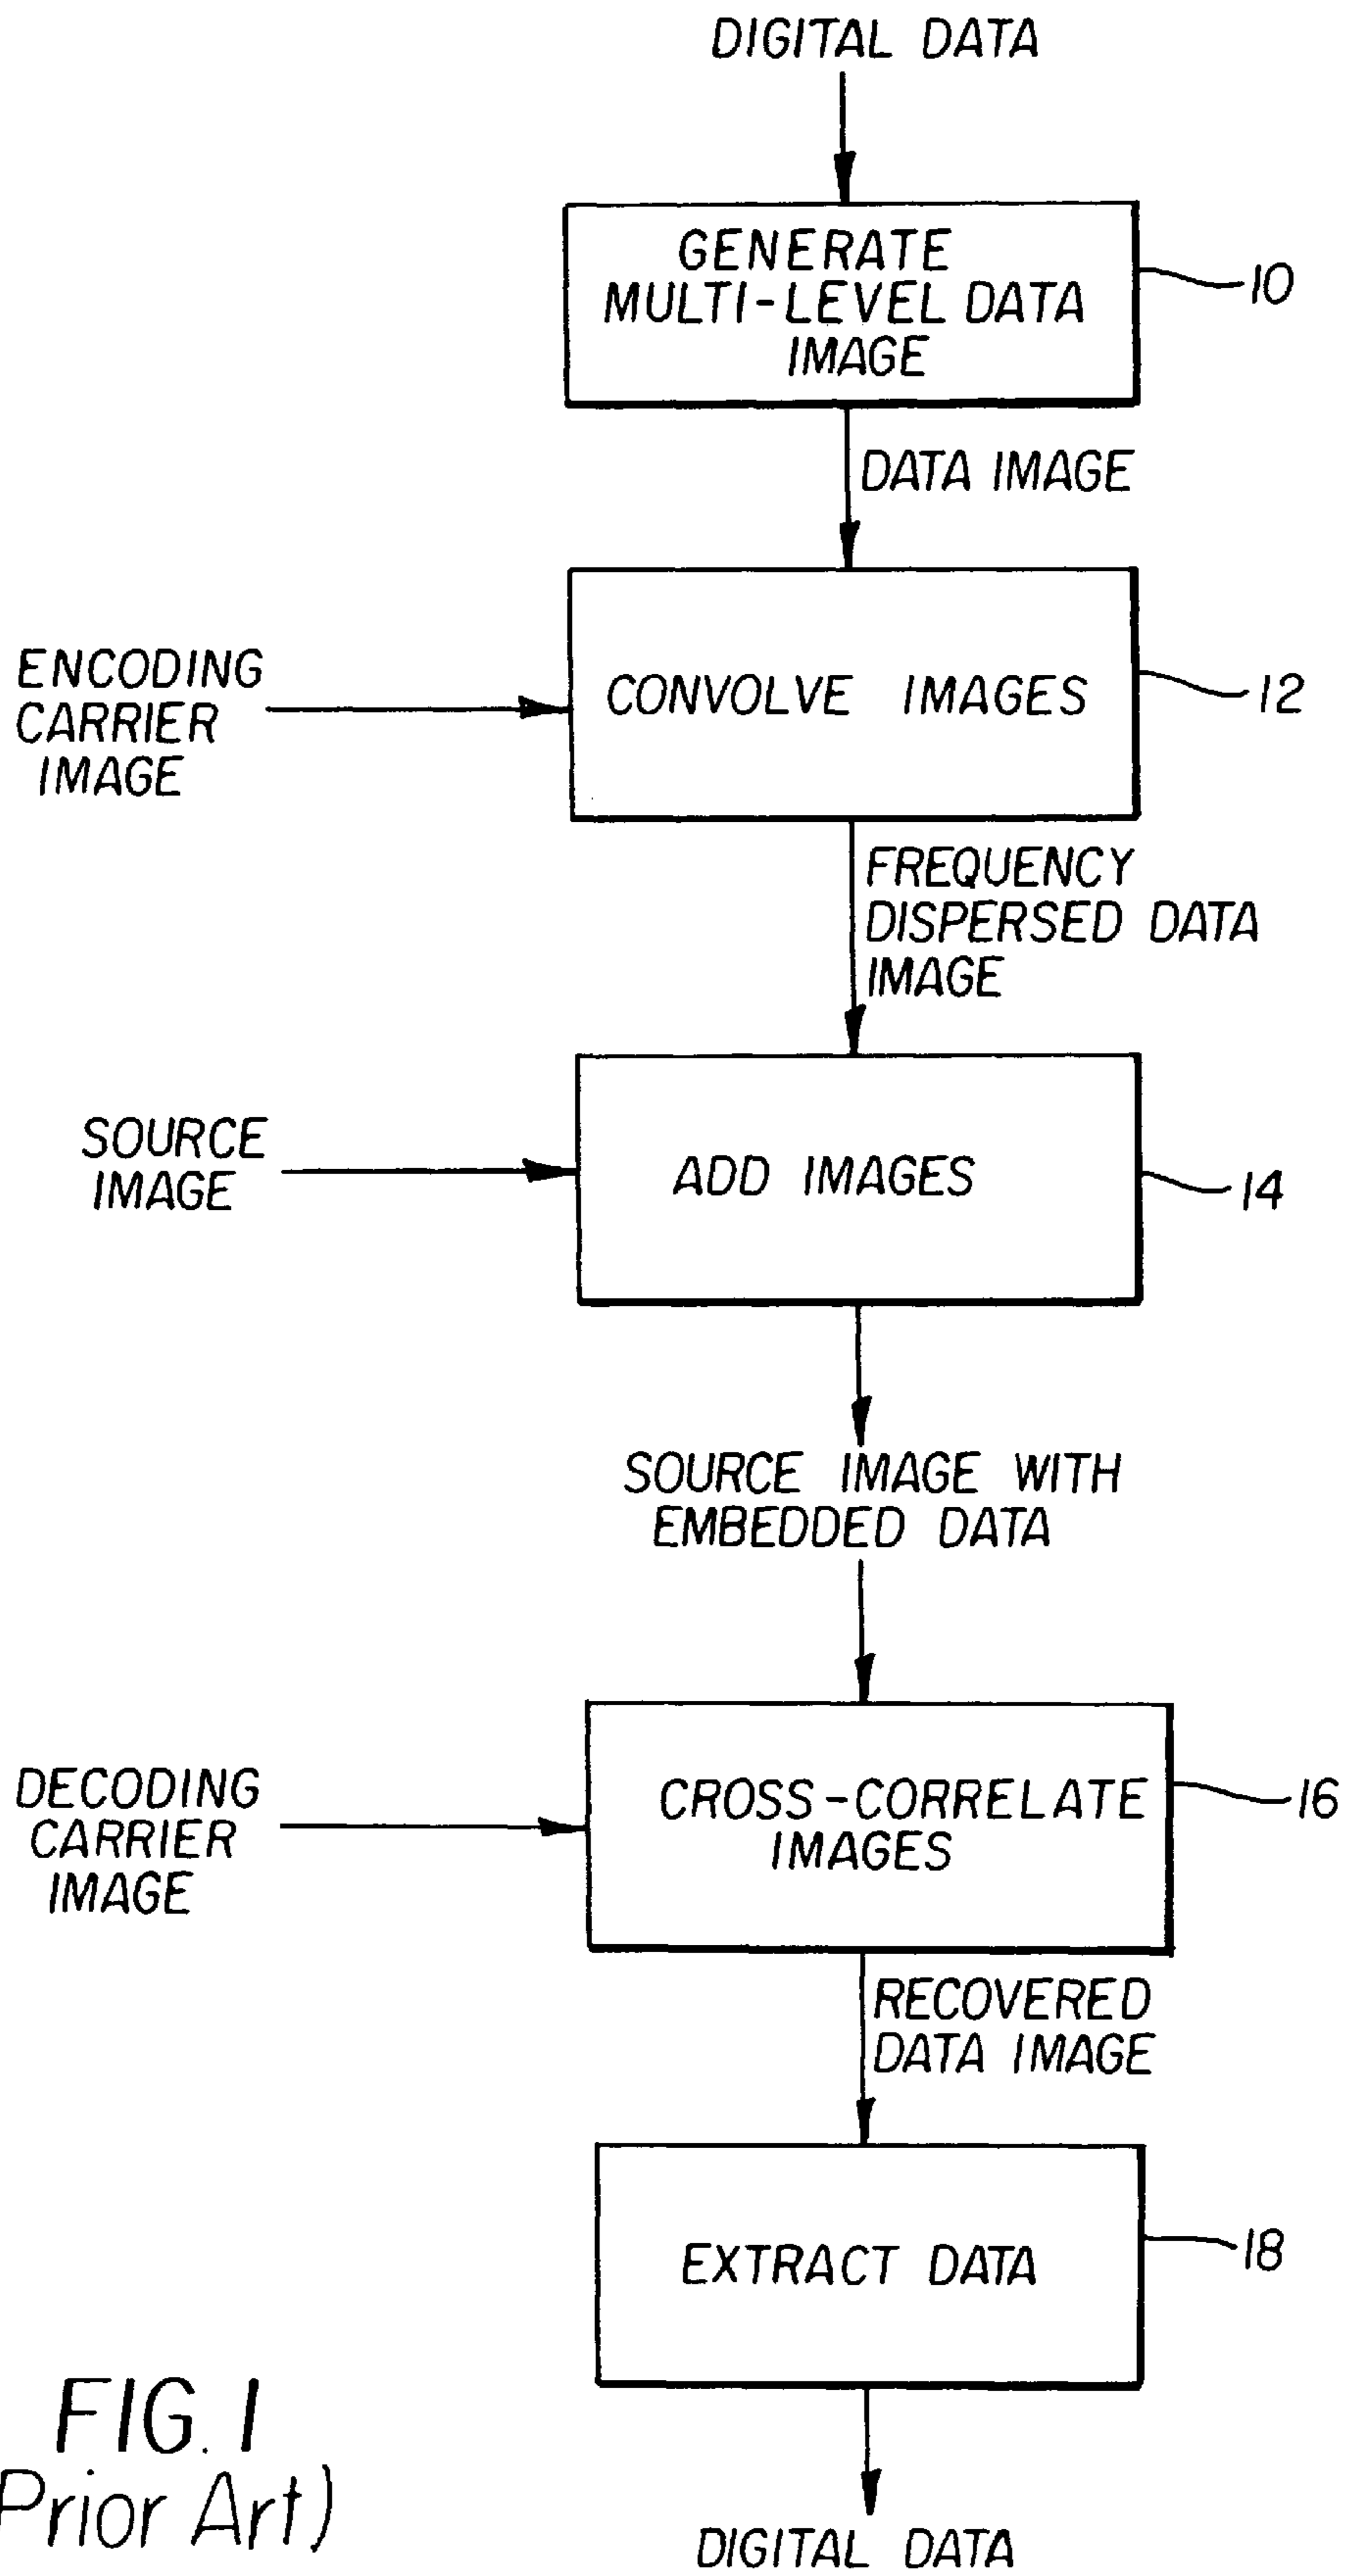 DIGITAL DATA
GENERATE
MULTI-LEVEL DATA
IMAGE
10
DATA IMAGE
ENCODING
CARRIER
IMAGE
CONVOLVE IMAGES
12
FREQUENCY
DISPERSED DATA
IMAGE
SOURCE
IMAGE
ADD IMAGES
14
SOURCE IMAGE WITH
EMBEDDED DATA
DECODING
CARRIER
IMAGE
CROSS-CORRELATE
IMAGES
16
RECOVERED
DATA IMAGE
EXTRACT DATA
18
DIGITAL DATA
FIG. 1
Prior Art)